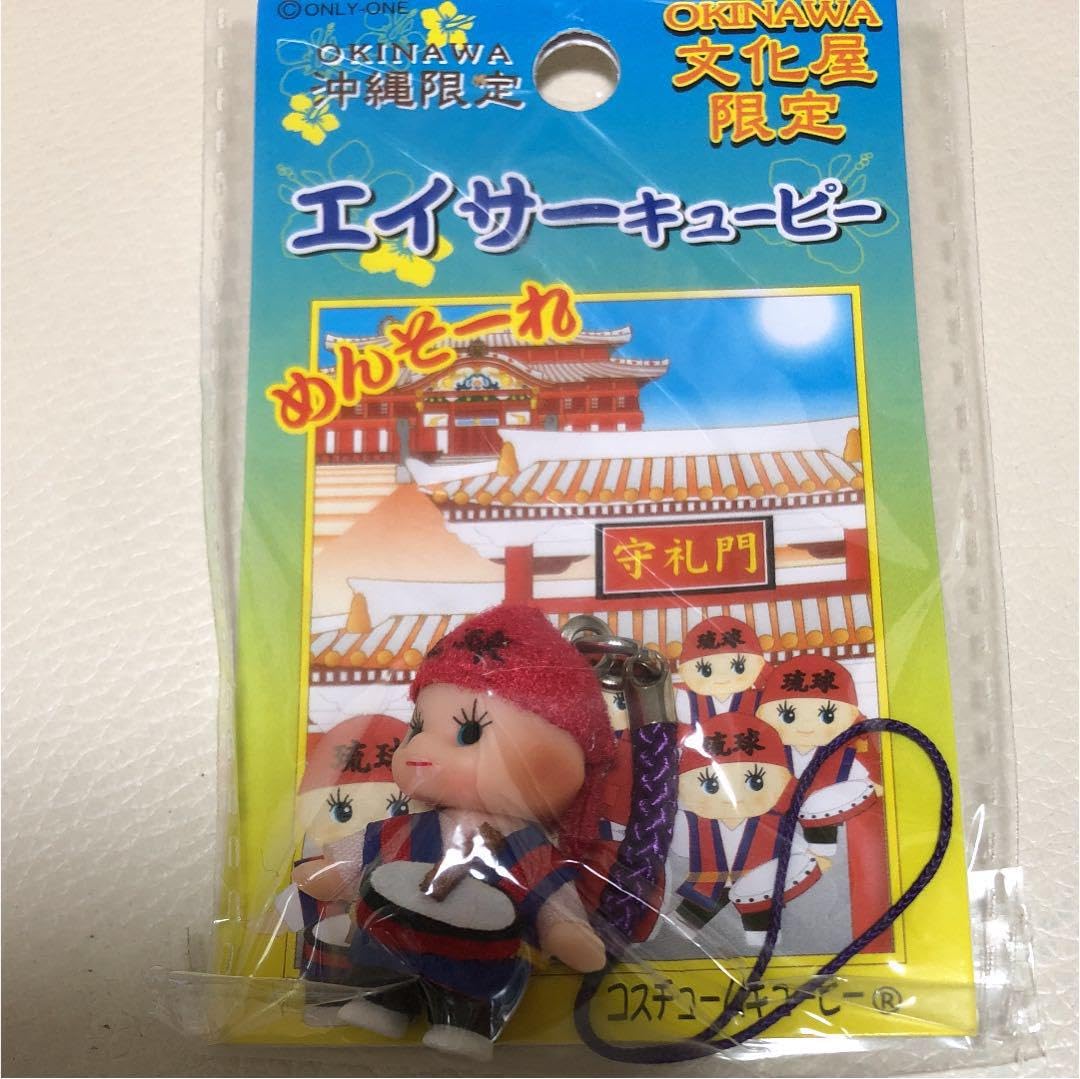 ©ONLY-ONE
OKINAWA
沖縄限定
OKINAWA
文化屋
限定
エイサーキューピー
めんそーれ
守礼門
琉球
琉球
琉球
琉球
コスチュームキューピー®